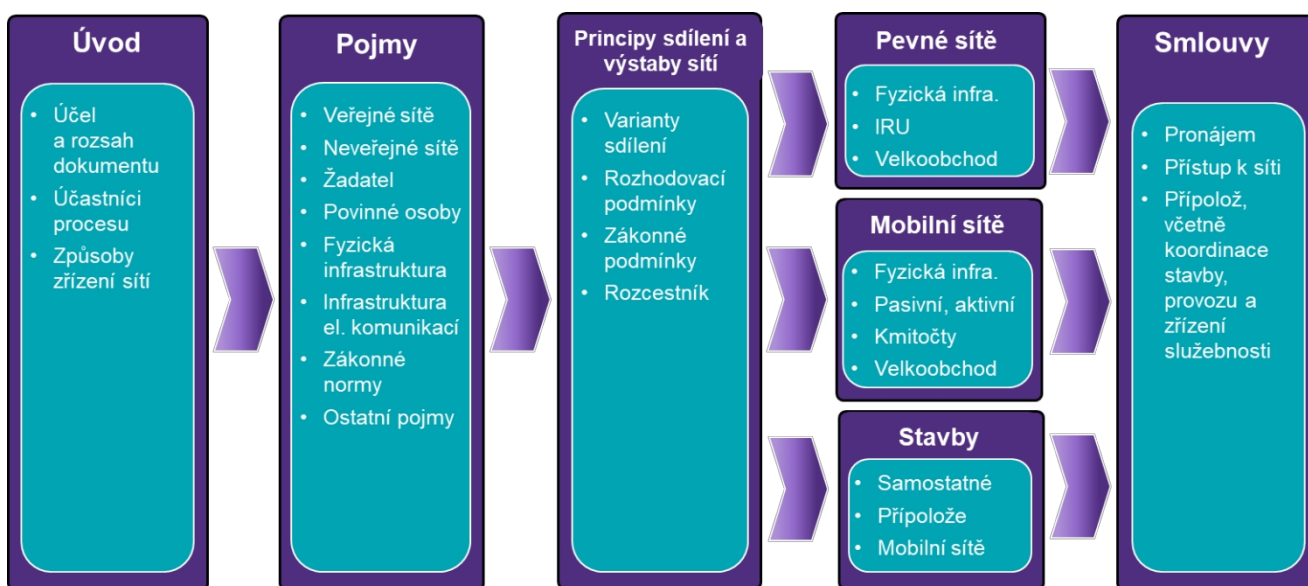 Úvod
• Účel
a rozsah
dokumentu
• Účastníci
procesu
• Způsoby
zřízení sítí
Pojmy
• Veřejné sítě
• Neveřejné sítě
• Žadatel
• Povinné osoby
• Fyzická
infrastruktura
• Infrastruktura
el. komunikací
• Zákonné
normy
• Ostatní pojmy
Principy sdílení a
výstaby sítí
• Varianty
sdílení
• Rozhodovací
podmínky
• Zákonné
podmínky
• Rozcestník
Pevné sítě
• Fyzická infra.
• IRU
• Velkoobchod
Mobilní sítě
• Fyzická infra.
• Pasivní, aktivní
• Kmitočty
• Velkoobchod
Stavby
• Samostatné
• Přípolože
• Mobilní sítě
Smlouvy
• Pronájem
• Přístup k síti
• Přípolož,
včetně
koordinace
stavby,
provozu a
zřízení
služebnosti